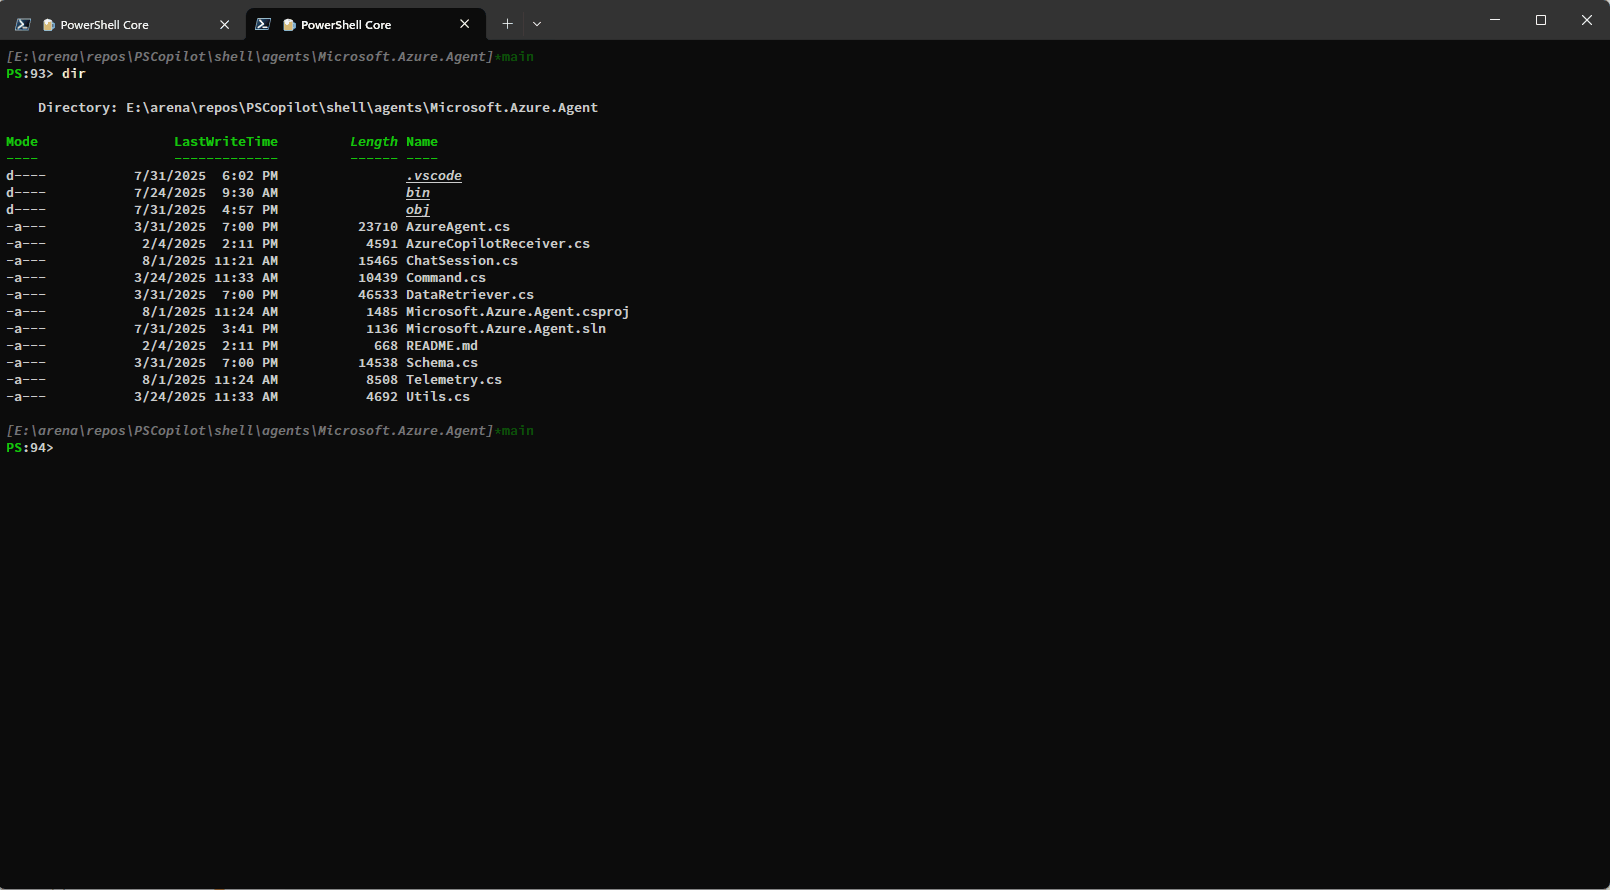 PowerShell Core PowerShell Core
[E:\arena\repos\PSCopilot\shell\agents\Microsoft.Azure.Agent]*main
PS:93> dir
Directory: E:\arena\repos\PSCopilot\shell\agents\Microsoft.Azure.Agent
Mode LastWriteTime Length Name
---- ------------- ------ ----
d---- 7/31/2025 6:02 PM .vscode
d---- 7/24/2025 9:30 AM bin
d---- 7/31/2025 4:57 PM obj
-a--- 3/31/2025 7:00 PM 23710 AzureAgent.cs
-a--- 2/4/2025 2:11 PM 4591 AzureCopilotReceiver.cs
-a--- 8/1/2025 11:21 AM 15465 ChatSession.cs
-a--- 3/24/2025 11:33 AM 10439 Command.cs
-a--- 3/31/2025 7:00 PM 46533 DataRetriever.cs
-a--- 8/1/2025 11:24 AM 1485 Microsoft.Azure.Agent.csproj
-a--- 7/31/2025 3:41 PM 1136 Microsoft.Azure.Agent.sln
-a--- 2/4/2025 2:11 PM 668 README.md
-a--- 3/31/2025 7:00 PM 14538 Schema.cs
-a--- 8/1/2025 11:24 AM 8508 Telemetry.cs
-a--- 3/24/2025 11:33 AM 4692 Utils.cs
[E:\arena\repos\PSCopilot\shell\agents\Microsoft.Azure.Agent]*main
PS:94>